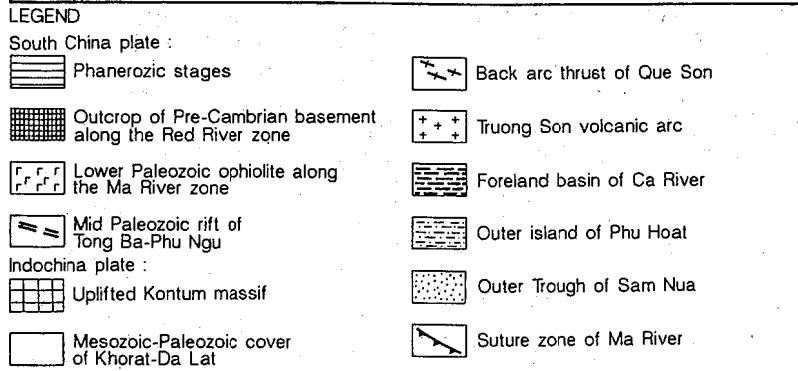 LEGEND
South China plate :
Phanerozic stages
Outcrop of Pre-Cambrian basement
along the Red River zone
Lower Paleozoic ophiolite along
the Ma River zone
Mid Paleozoic rift of
Tong Ba-Phu Ngu
Indochina plate :
Uplifted Kontum massif
Mesozoic-Paleozoic cover
of Khorat-Da Lat
Back arc thrust of Que Son
Truong Son volcanic arc
Foreland basin of Ca River
Outer island of Phu Hoat
Outer Trough of Sam Nua
Suture zone of Ma River